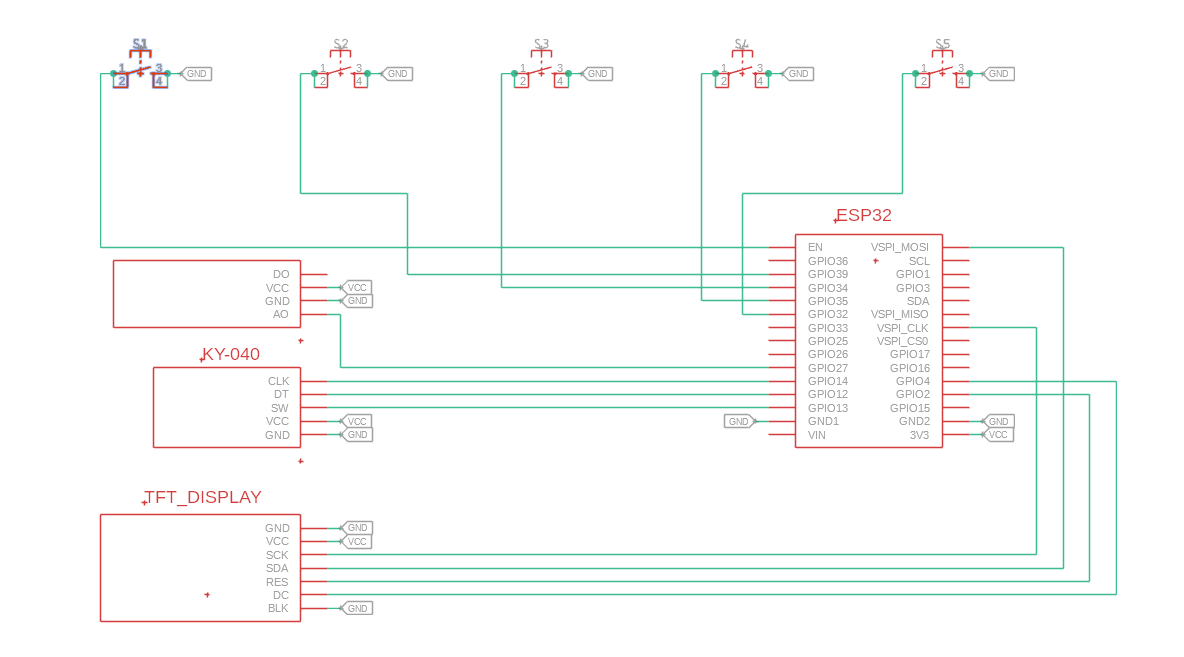 S1 S2 S3 S4 S5
1 3 GND 1 3 GND 1 3 GND 1 3 GND 1 3 GND
2 4 2 4 2 4 2 4 2 4
ESP32
EN VSPI_MOSI
GPIO36 SCL
GPIO39 GPIO1
GPIO34 GPIO3
GPIO35 SDA
GPIO32 VSPI_MISO
GPIO33 VSPI_CLK
GPIO25 VSPI_CS0
GPIO26 GPIO17
GPIO27 GPIO16
GPIO14 GPIO4
GPIO12 GPIO2
GPIO13 GPIO15
GND GND1 GND2 GND
VIN 3V3 VCC
DO
VCC VCC
GND GND
AO
KY-040
CLK
DT
SW
VCC VCC
GND GND
TFT_DISPLAY
GND GND
VCC VCC
SCK
SDA
RES
DC
BLK GND